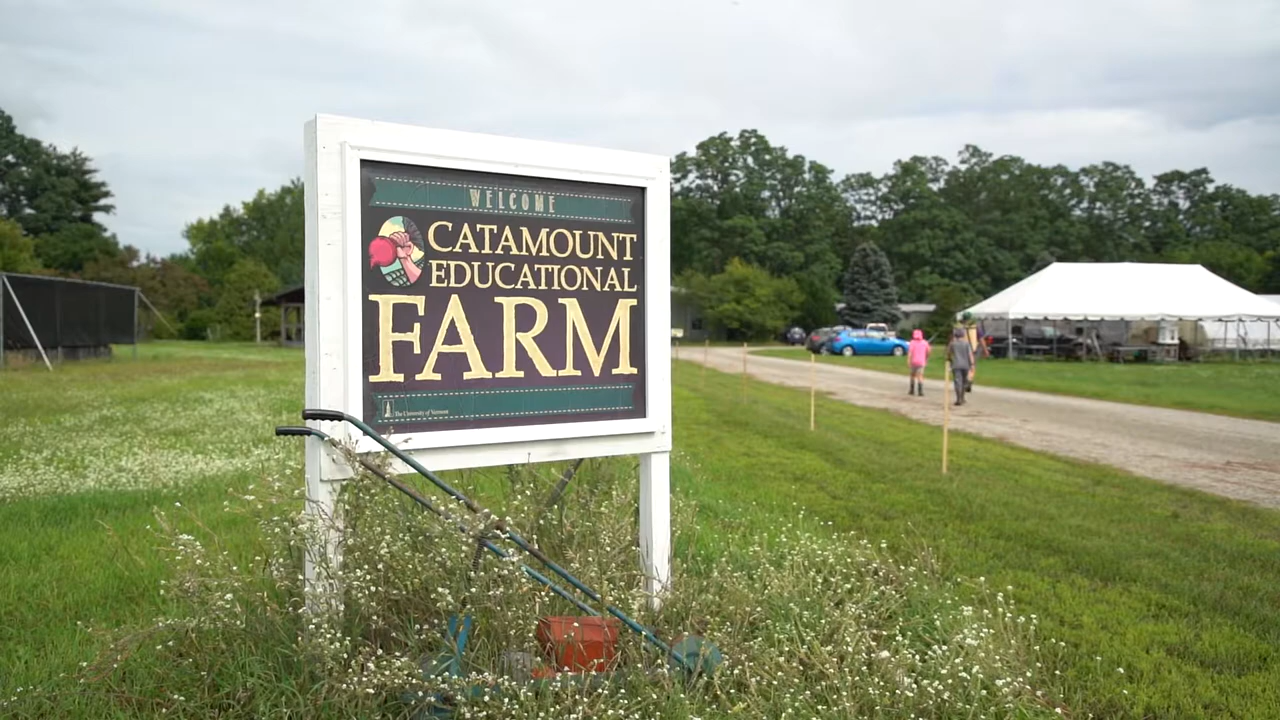 WELCOME
CATAMOUNT
EDUCATIONAL
FARM
The University of Vermont